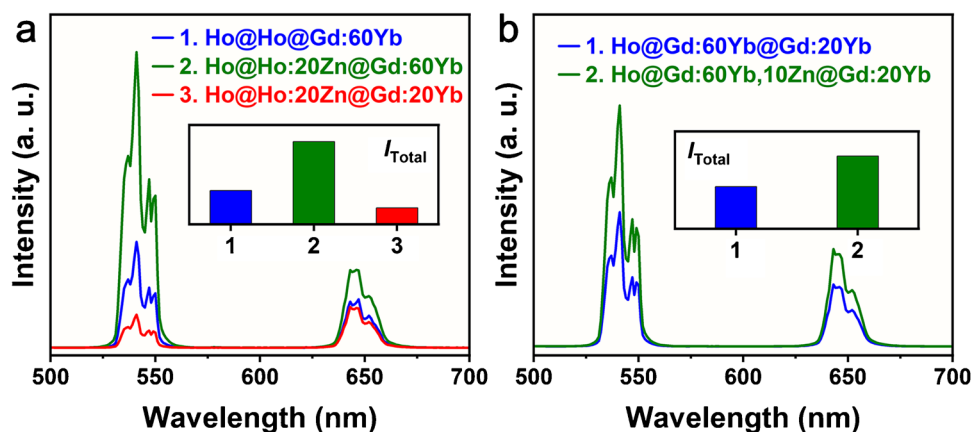 a
1. Ho@Ho@Gd:60Yb
2. Ho@Ho:20Zn@Gd:60Yb
3. Ho@Ho:20Zn@Gd:20Yb
I Total
1 2 3
Intensity (a. u.)
500 550 600 650 700
Wavelength (nm)
b
1. Ho@Gd:60Yb@Gd:20Yb
2. Ho@Gd:60Yb,10Zn@Gd:20Yb
I Total
1 2
Intensity (a. u.)
500 550 600 650 700
Wavelength (nm)